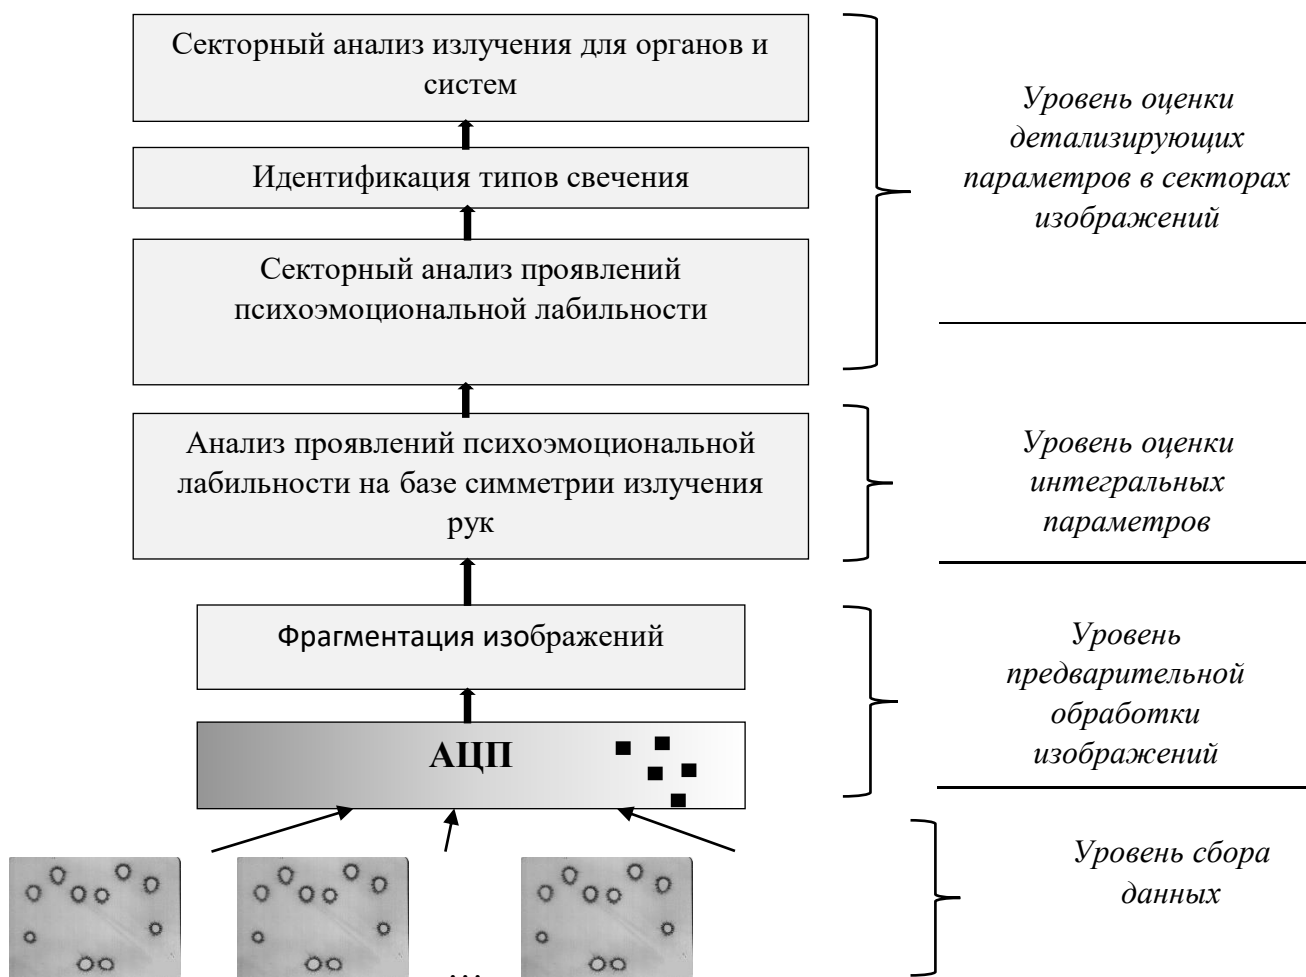 Секторный анализ излучения для органов и
систем
Идентификация типов свечения
Секторный анализ проявлений
психоэмоциональной лабильности
Анализ проявлений психоэмоциональной
лабильности на базе симметрии излучения
рук
Фрагментация изображений
АЦП
...
Уровень оценки
детализирующих
параметров в секторах
изображений
Уровень оценки
интегральных
параметров
Уровень
предварительной
обработки
изображений
Уровень сбора
данных